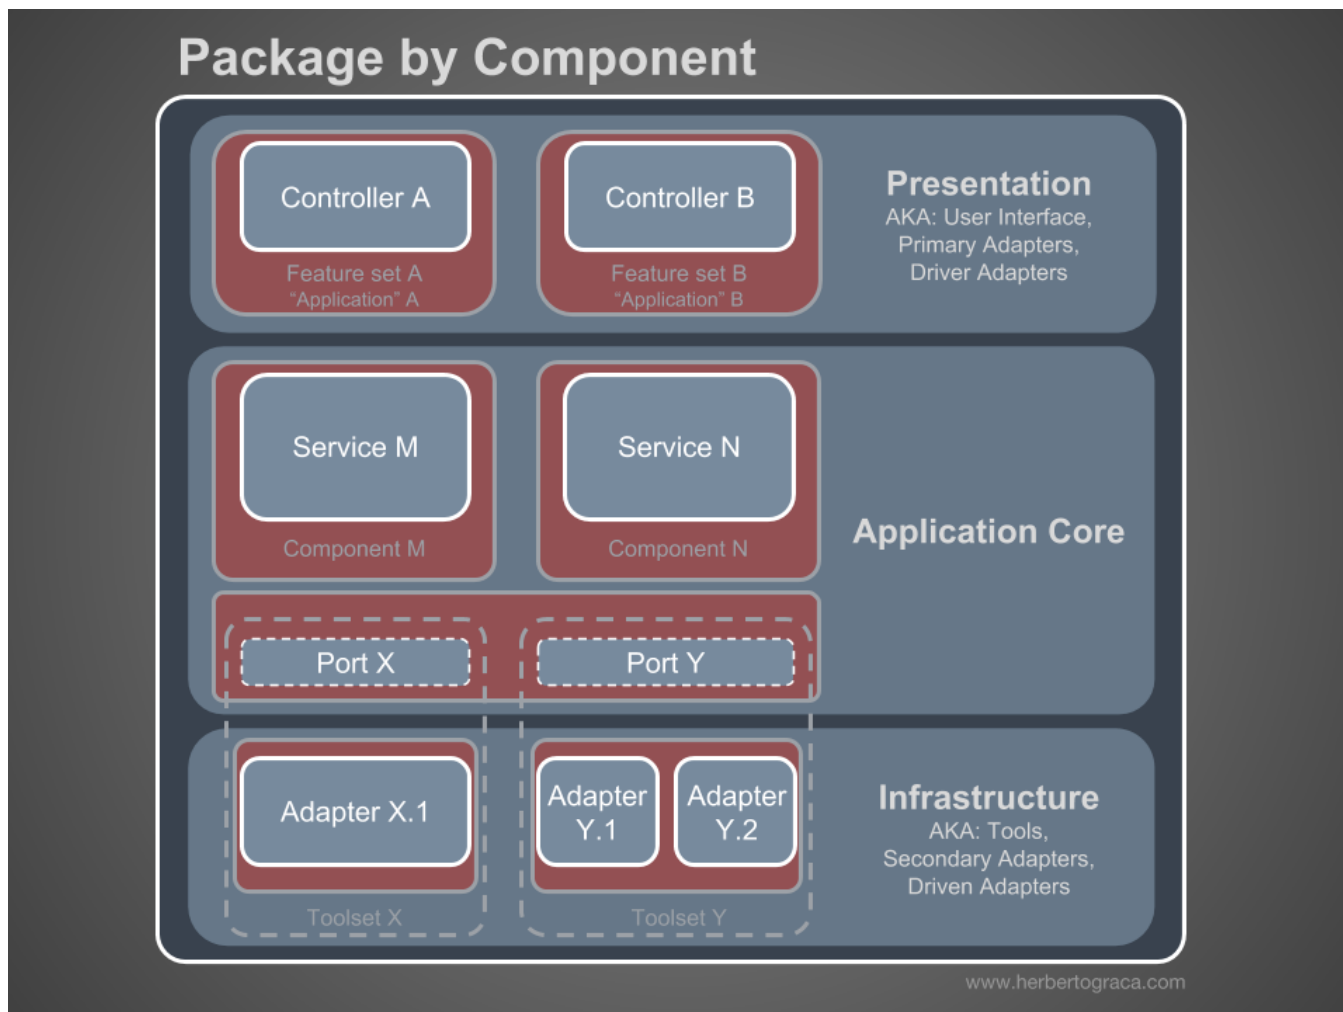 Package by Component
Controller A
Feature set A
“Application” A
Controller B
Feature set B
“Application” B
Presentation
AKA: User Interface,
Primary Adapters,
Driver Adapters
Service M
Component M
Service N
Component N
Application Core
Port X
Port Y
Adapter X.1
Toolset X
Adapter
Y.1
Adapter
Y.2
Toolset Y
Infrastructure
AKA: Tools,
Secondary Adapters,
Driven Adapters
www.herbertograca.com